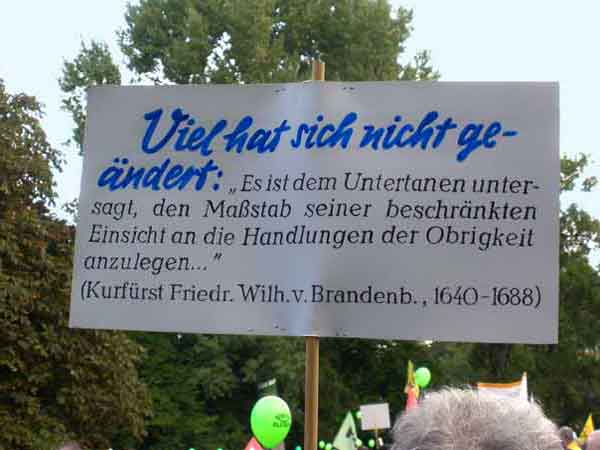 Viel hat sich nicht ge-
ändert: „Es ist dem Untertanen unter-
sagt, den Maßstab seiner beschränkten
Einsicht an die Handlungen der Obrigkeit
anzulegen..."
(Kurfürst Friedr. Wilh. v. Brandenb., 1640-1688)